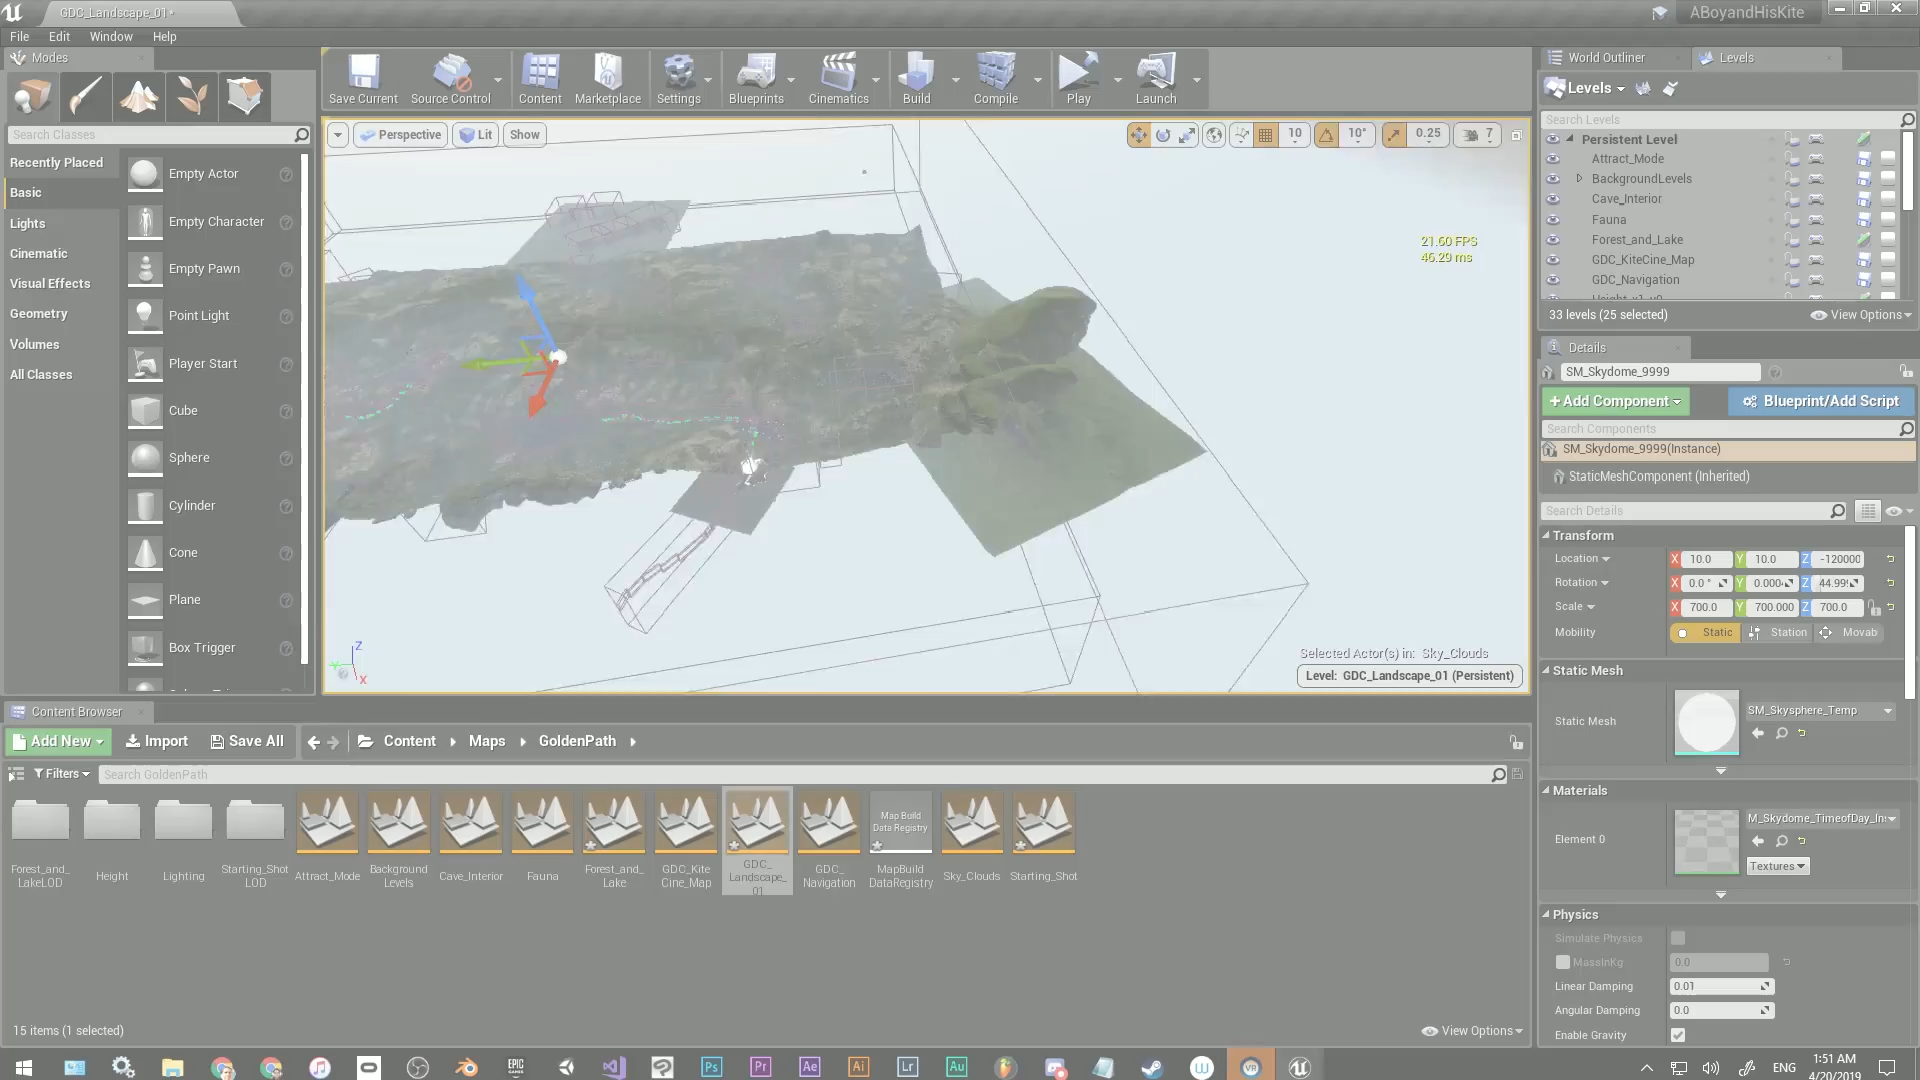 GDC_Landscape_01*
ABoyandHisKite
File Edit Window Help
Modes
Save Current
Source Control
Content
Marketplace
Settings
Blueprints
Cinematics
Build
Compile
Play
Launch
World Outliner
Levels
Levels
Search Classes
Recently Placed
Basic
Lights
Cinematic
Visual Effects
Geometry
Volumes
All Classes
Empty Actor
Empty Character
Empty Pawn
Point Light
Player Start
Cube
Sphere
Cylinder
Cone
Plane
Box Trigger
Perspective
Lit
Show
10
10°
0.25
7
21.60 FPS
46.29 ms
Z
X
Selected Actor(s) in: Sky_Clouds
Level: GDC_Landscape_01 (Persistent)
Search Levels
Persistent Level
Attract_Mode
BackgroundLevels
Cave_Interior
Fauna
Forest_and_Lake
GDC_KiteCine_Map
GDC_Navigation
33 levels (25 selected)
View Options
Details
SM_Skydome_9999
+Add Component
Blueprint/Add Script
Search Components
SM_Skydome_9999(Instance)
StaticMeshComponent (Inherited)
Search Details
Transform
Location X 10.0 Y 10.0 Z -120000
Rotation X 0.0 ° Y 0.000 Z 44.99
Scale X 700.0 Y 700.000 Z 700.0
Mobility Static Station Movab
Static Mesh
Static Mesh
SM_Skysphere_Temp
Materials
Element 0
M_Skydome_TimeofDay_In
Textures
Physics
Simulate Physics
MassInKg 0.0
Linear Damping 0.01
Angular Damping 0.0
Enable Gravity
Content Browser
Add New
Import
Save All
Content
Maps
GoldenPath
Filters
Search GoldenPath
Forest_and_
LakeLOD
Height
Lighting
Starting_Shot
LOD
Attract_Mode
Background
Levels
Cave_Interior
Fauna
Forest_and_
Lake
GDC_Kite
Cine_Map
GDC_
Landscape_
01
GDC_
Navigation
Map Build
Data Registry
MapBuild
DataRegistry
Sky_Clouds
Starting_Shot
15 items (1 selected)
View Options
EPIC
GAMES
Ps
Pr
Ae
Ai
Lr
Au
VR
ENG
1:51 AM
4/20/2019